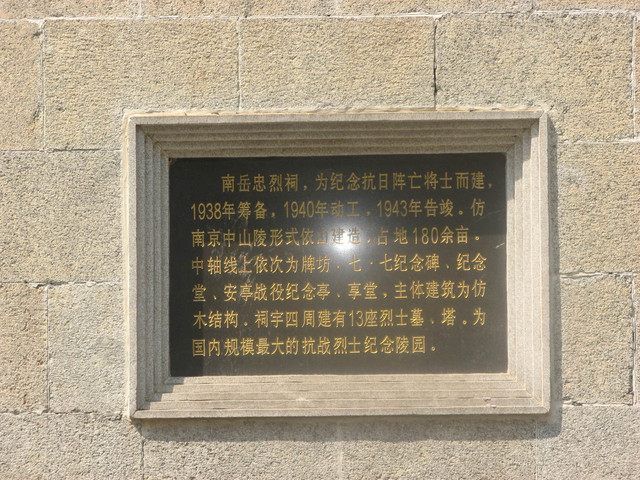 南岳忠烈祠，为纪念抗日阵亡将士而建，
1938年筹备，1940年动工，1943年告竣。仿
南京中山陵形式依山建造，占地180余亩。
中轴线上依次为牌坊·七·七纪念碑、纪念
堂、安亭战役纪念亭、享堂，主体建筑为仿
木结构。祠宇四周建有13座烈士墓、塔。为
国内规模最大的抗战烈士纪念陵园。